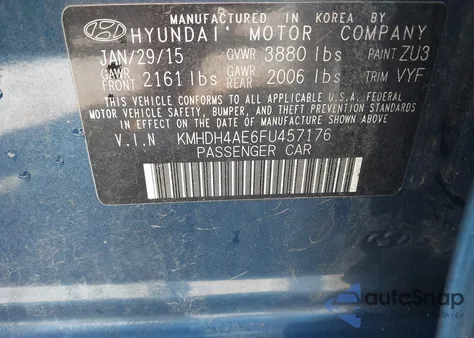 MADE IN KOREA
HYUNDAI MOTOR COMPANY
JAN/29/15 GVWR 3880 lbs PAINT ZU3
GAWR FRONT 2161 lbs GAWR REAR 2006 lbs TRIM VYF
THIS VEHICLE CONFORMS TO ALL APPLICABLE U.S.A. FEDERAL
MOTOR VEHICLE SAFETY, BUMPER, AND THEFT PREVENTION STANDARDS
IN EFFECT ON THE DATE OF MANUFACTURE SHOWN ABOVE.
V.I.N KMHDH4AE6FU457176
PASSENGER CAR
autoSnap